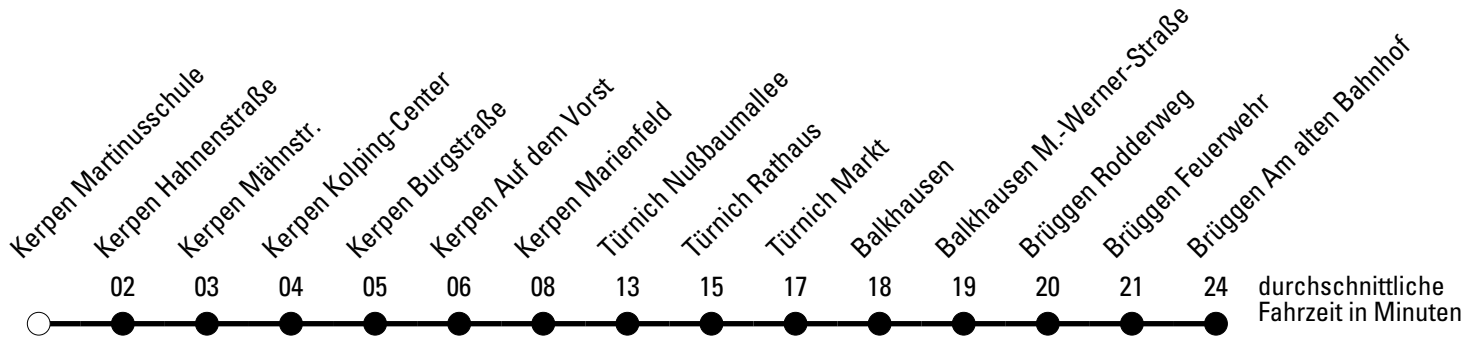 Kerpen Martinusschule
Kerpen Hahnenstraße
Kerpen Mähnstr.
Kerpen Kolping-Center
Kerpen Burgstraße
Kerpen Auf dem Vorst
Kerpen Marienfeld
Türnich Nußbaumallee
Türnich Rathaus
Türnich Markt
Balkhausen
Balkhausen M.-Werner-Straße
Brüggen Rodderweg
Brüggen Feuerwehr
Brüggen Am alten Bahnhof
02 03 04 05 06 08 13 15 17 18 19 20 21 24
durchschnittliche
Fahrzeit in Minuten